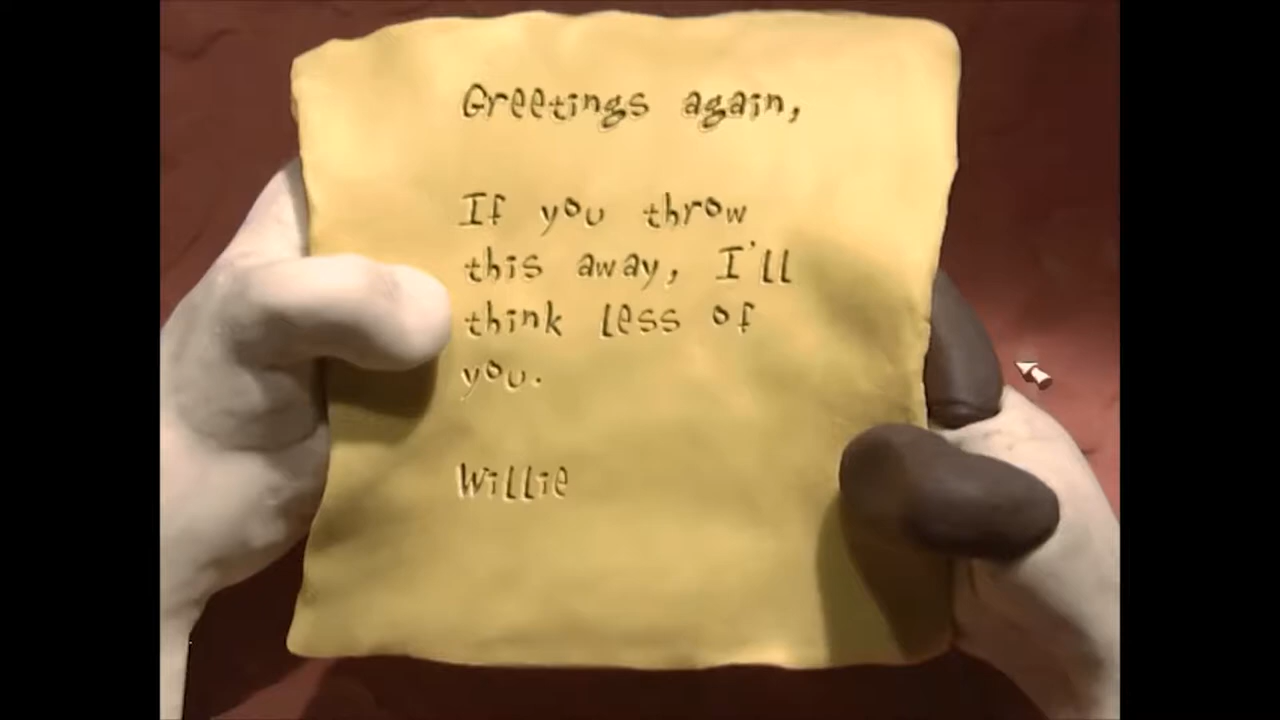 Greetings again,
If you throw
this away, I'll
think less of
you.
Willie